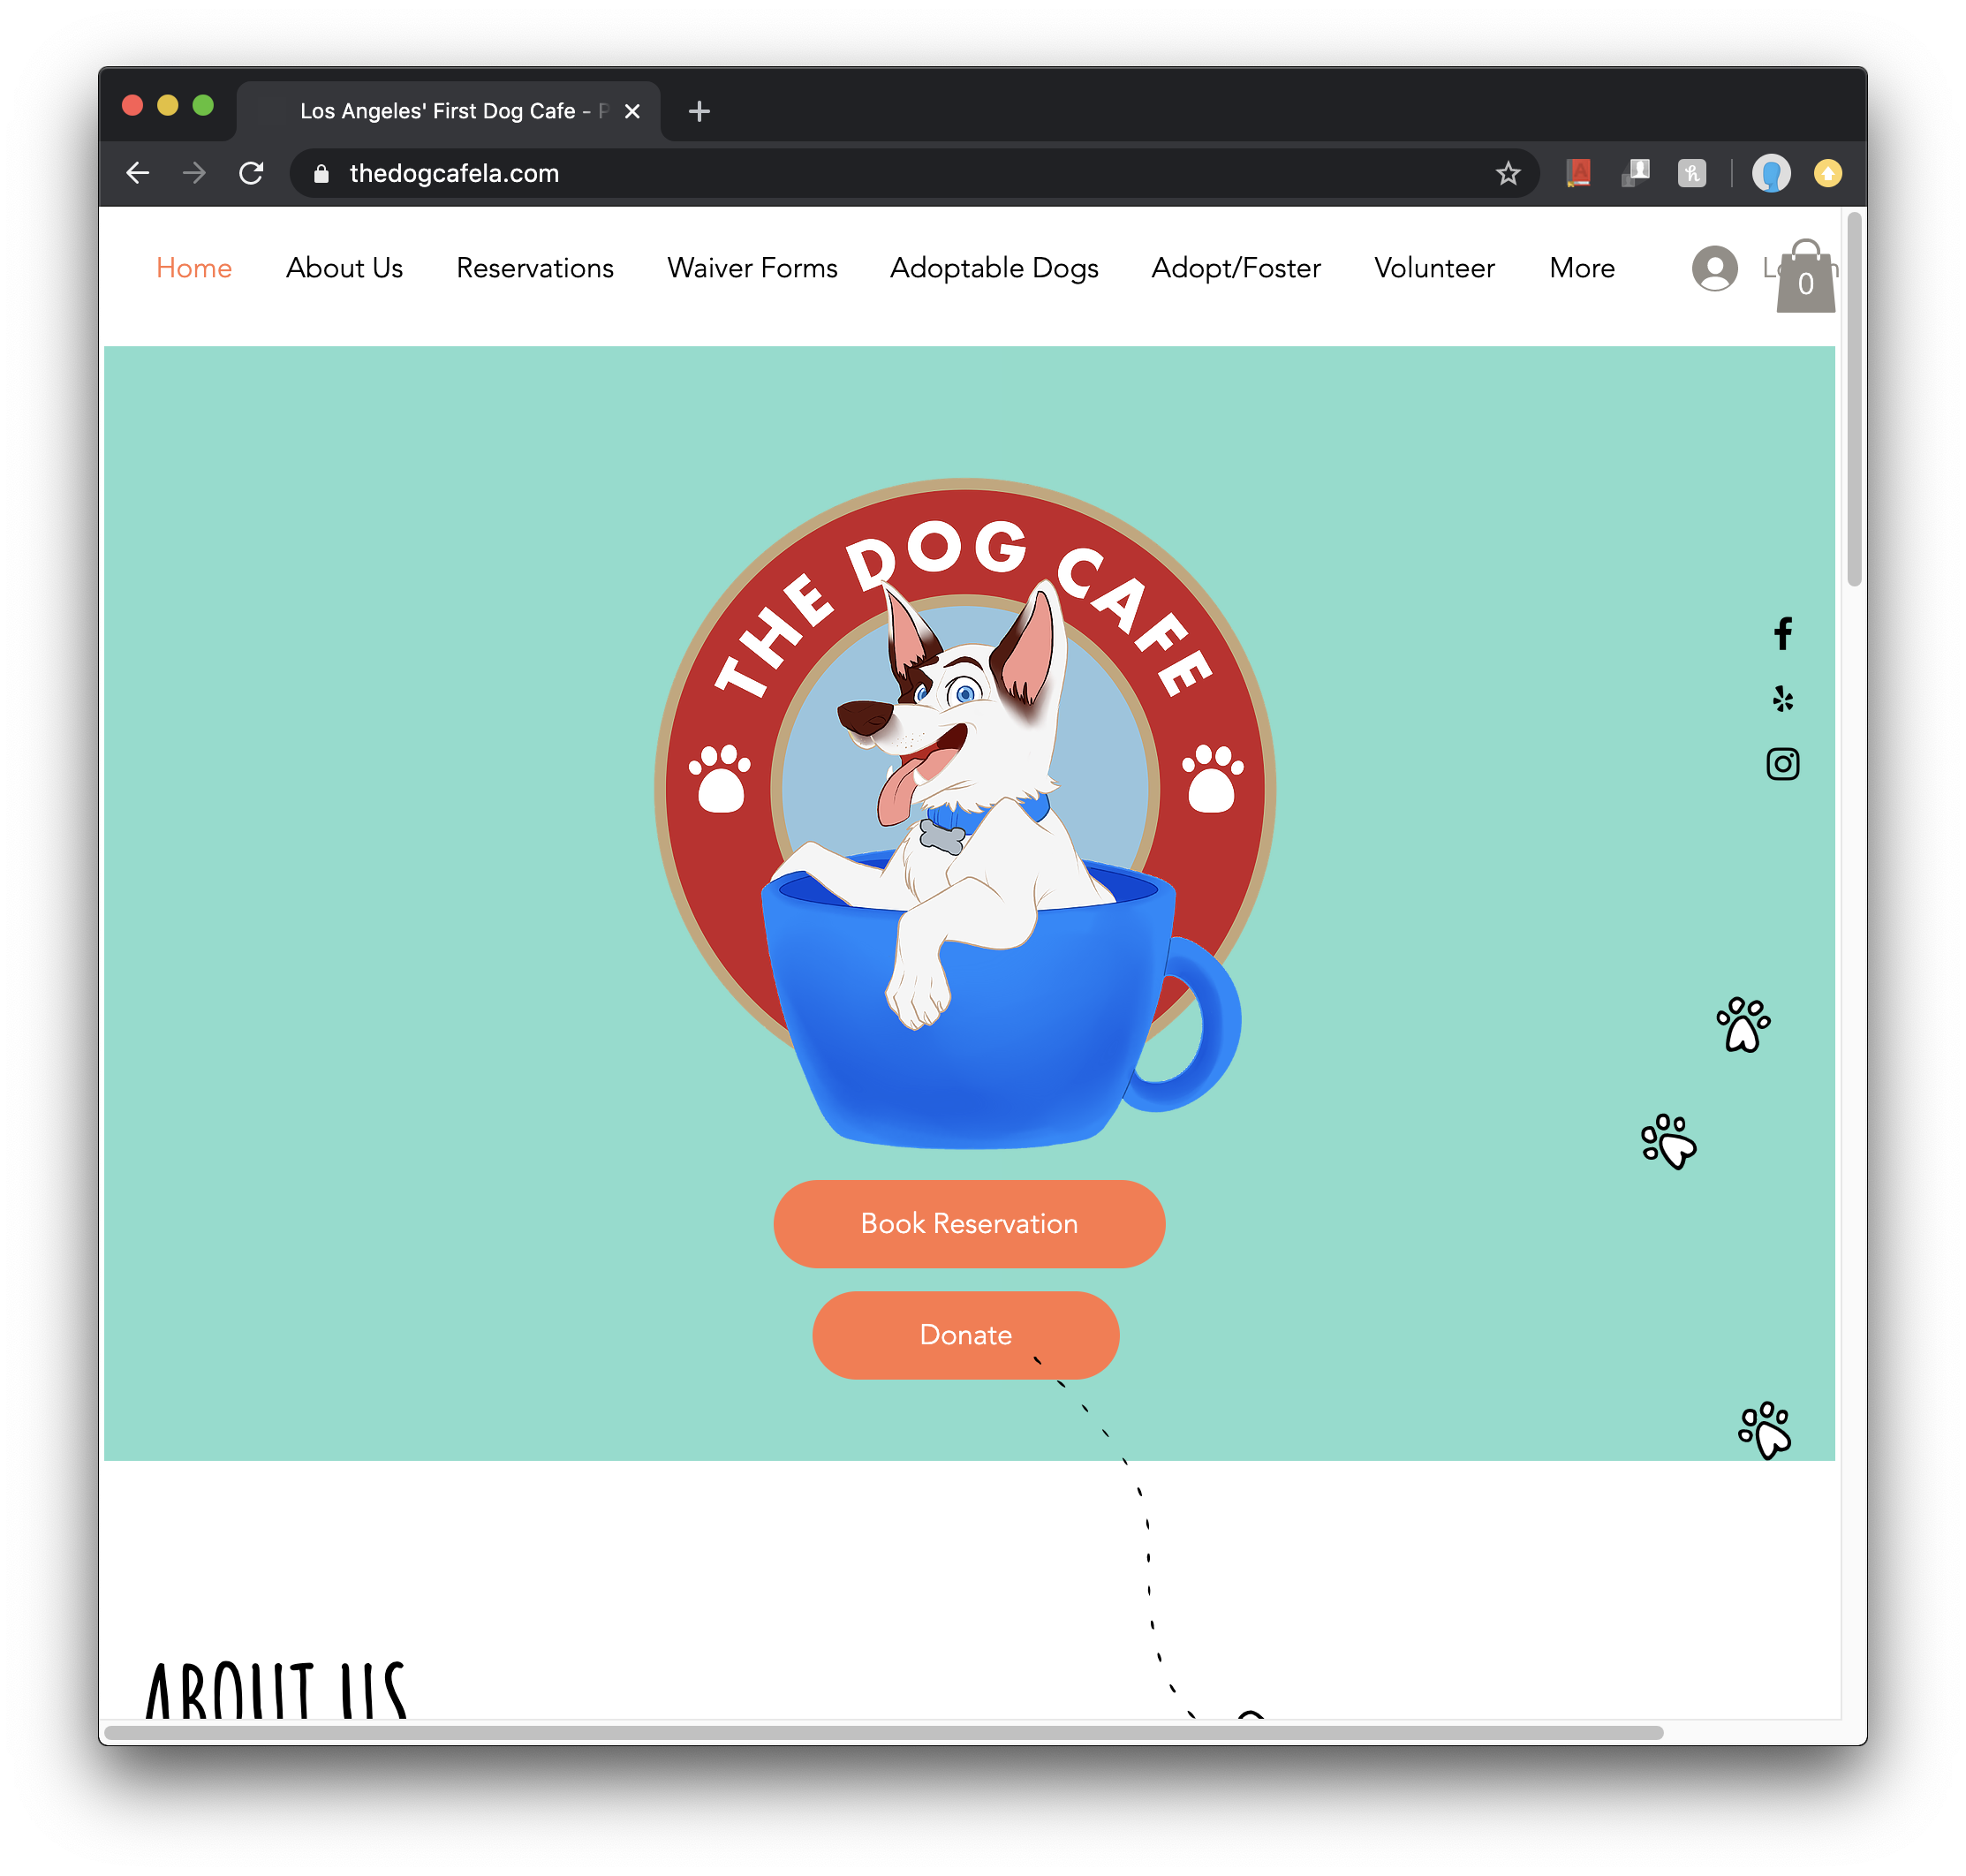 Los Angeles' First Dog Cafe - P
thedogcafela.com
Home About Us Reservations Waiver Forms Adoptable Dogs Adopt/Foster Volunteer More
0
THE DOG CAFE
Book Reservation
Donate
ABOUT US